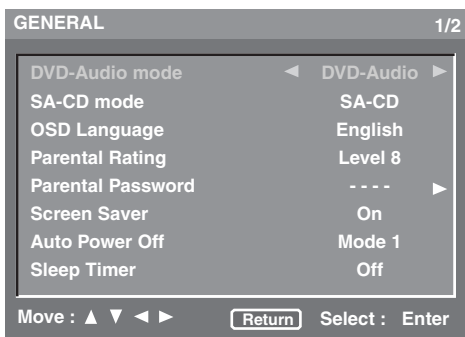 GENERAL 1/2
DVD-Audio mode ◄ DVD-Audio ►
SA-CD mode SA-CD
OSD Language English
Parental Rating Level 8
Parental Password - - - - ►
Screen Saver On
Auto Power Off Mode 1
Sleep Timer Off
Move : ▲ ▼ ◄ ► Return Select : Enter